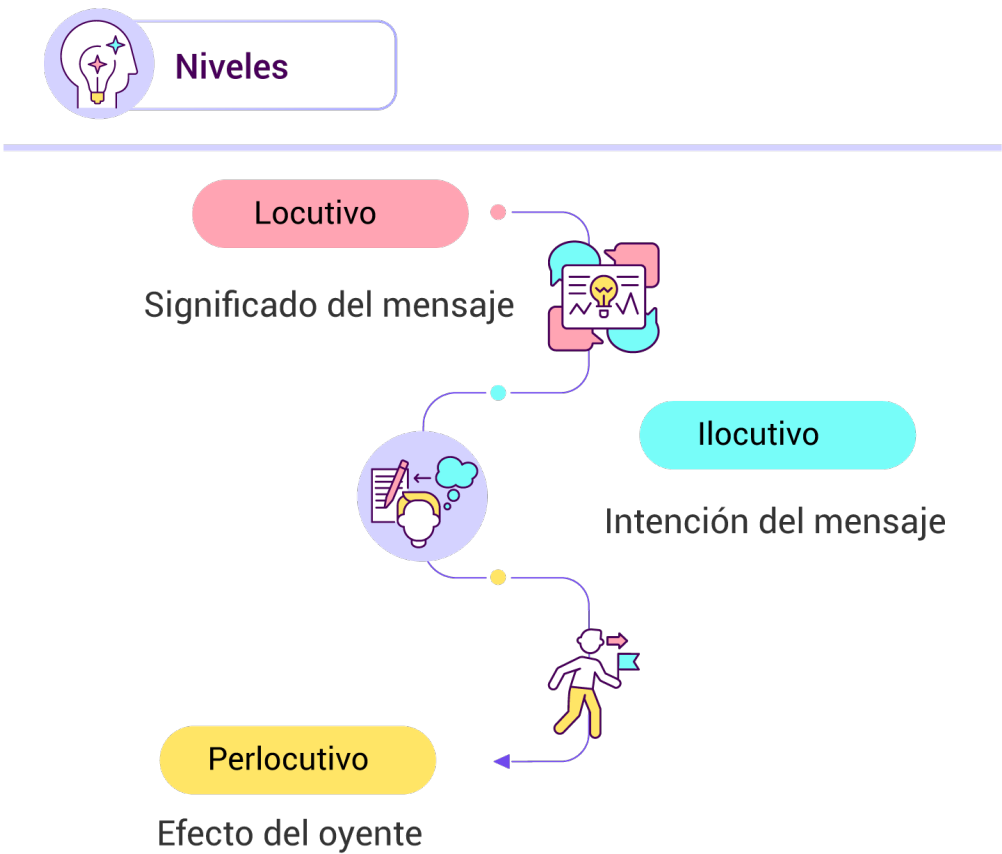 Niveles
Locutivo
Significado del mensaje
Ilocutivo
Intención del mensaje
Perlocutivo
Efecto del oyente